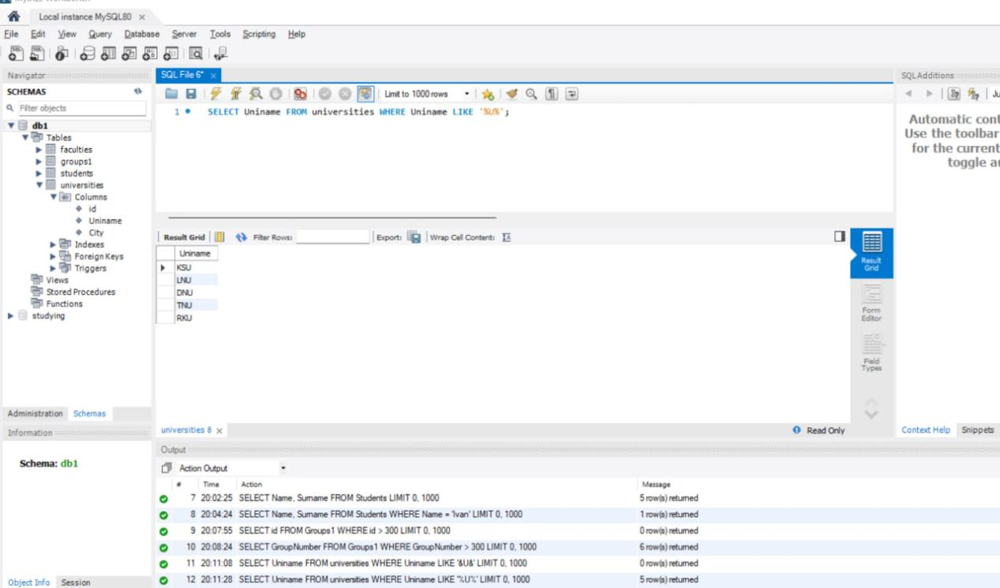 Local instance MySQL80 ×
File Edit View Query Database Server Tools Scripting Help
Navigator
SCHEMAS
Filter objects
db1
Tables
faculties
groups1
students
universities
Columns
id
Uniname
City
Indexes
Foreign Keys
Triggers
Views
Stored Procedures
Functions
studying
Administration Schemas
Information
Schema: db1
Object Info Session
SQL File 6* ×
Limit to 1000 rows
1 SELECT Uniname FROM universities WHERE Uniname LIKE '%U%';
Result Grid Filter Rows: Export: Wrap Cell Content:
Uniname
KSU
LNU
DNU
TNU
RKU
Result Grid
Form Editor
Field Types
universities 8 × Read Only
Output
Action Output
# Time Action Message
7 20:02:25 SELECT Name, Surname FROM Students LIMIT 0, 1000 5 row(s) returned
8 20:04:24 SELECT Name, Surname FROM Students WHERE Name = 'Ivan' LIMIT 0, 1000 1 row(s) returned
9 20:07:55 SELECT id FROM Groups1 WHERE id > 300 LIMIT 0, 1000 0 row(s) returned
10 20:08:24 SELECT GroupNumber FROM Groups1 WHERE GroupNumber > 300 LIMIT 0, 1000 6 row(s) returned
11 20:11:08 SELECT Uniname FROM universities WHERE Uniname LIKE '&U&' LIMIT 0, 1000 0 row(s) returned
12 20:11:28 SELECT Uniname FROM universities WHERE Uniname LIKE '%U%' LIMIT 0, 1000 5 row(s) returned
SQLAdditions
Ju
Automatic cont
Use the toolbar
for the current
toggle au
Context Help Snippets